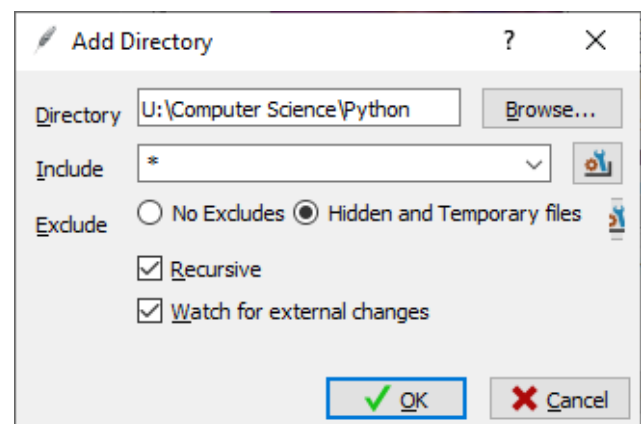 Add Directory ?
Directory U:\Computer Science\Python Browse...
Include *
Exclude No Excludes Hidden and Temporary files
Recursive
Watch for external changes
OK Cancel